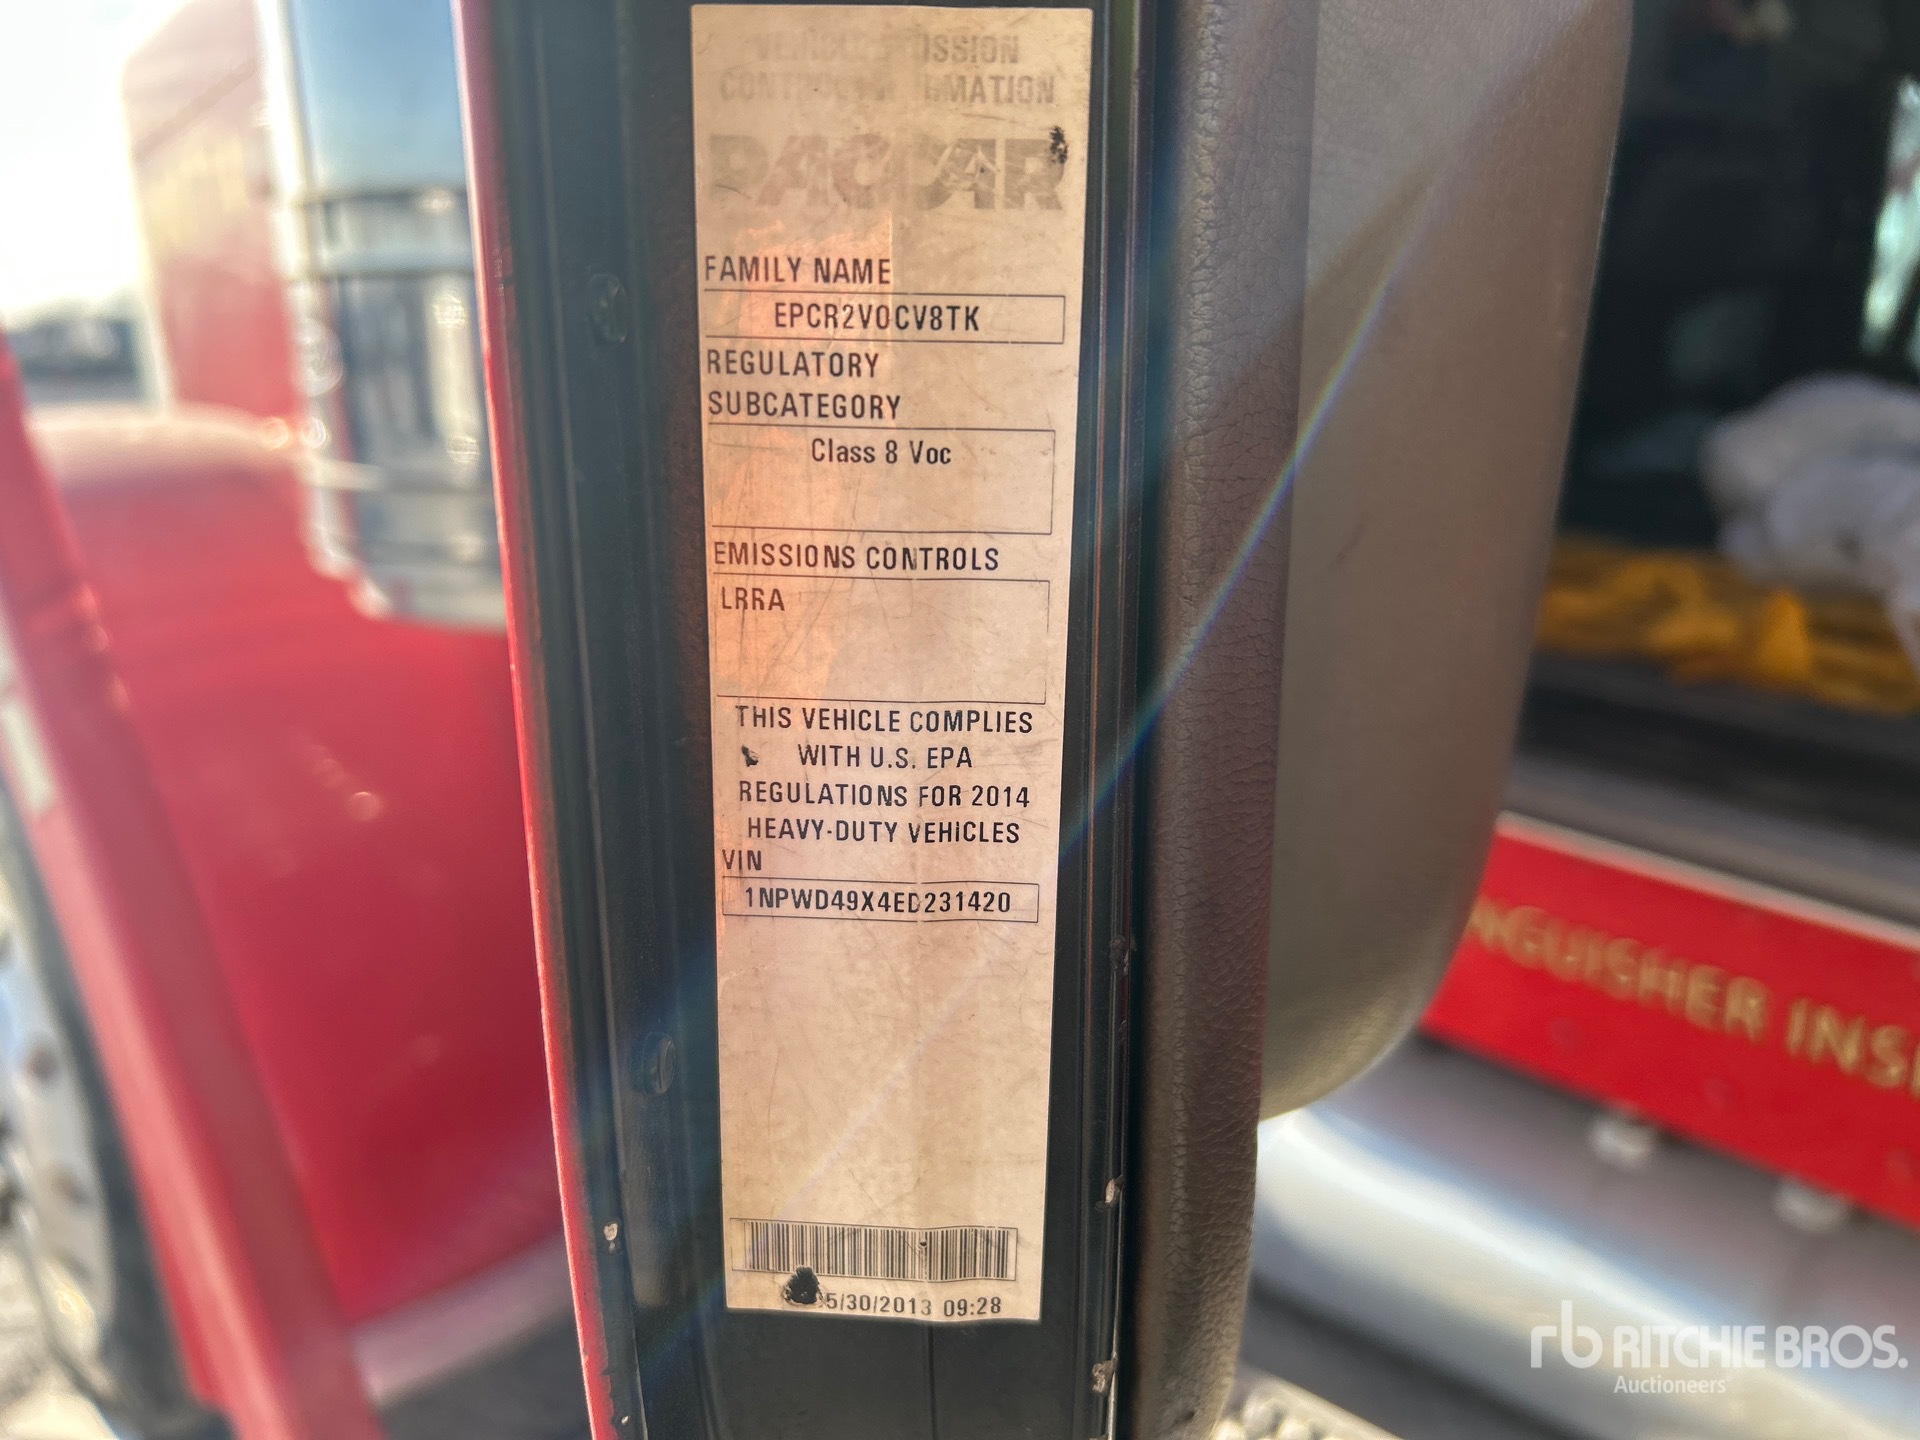 VEHICLE EMISSION
CONTROL INFORMATION
PACCAR
FAMILY NAME
EPCR2VOCV8TK
REGULATORY
SUBCATEGORY
Class 8 Voc
EMISSIONS CONTROLS
LRRA
THIS VEHICLE COMPLIES
WITH U.S. EPA
REGULATIONS FOR 2014
HEAVY-DUTY VEHICLES
VIN
1NPWD49X4ED231420
5/30/2013 09:28
NGUISHER INSI
rb RITCHIE BROS.
Auctioneers